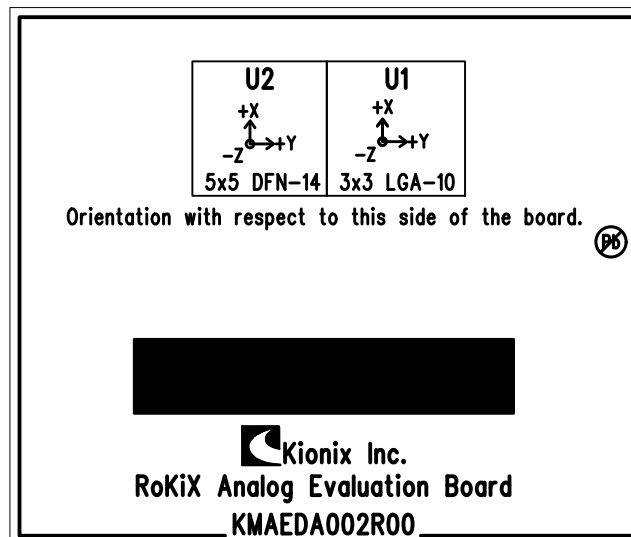 U2 U1
+X +X
+Y +Y
-Z -Z
5x5 DFN-14 3x3 LGA-10
Orientation with respect to this side of the board.
Pb
Kionix Inc.
RoKiX Analog Evaluation Board
KMAEDA002R00